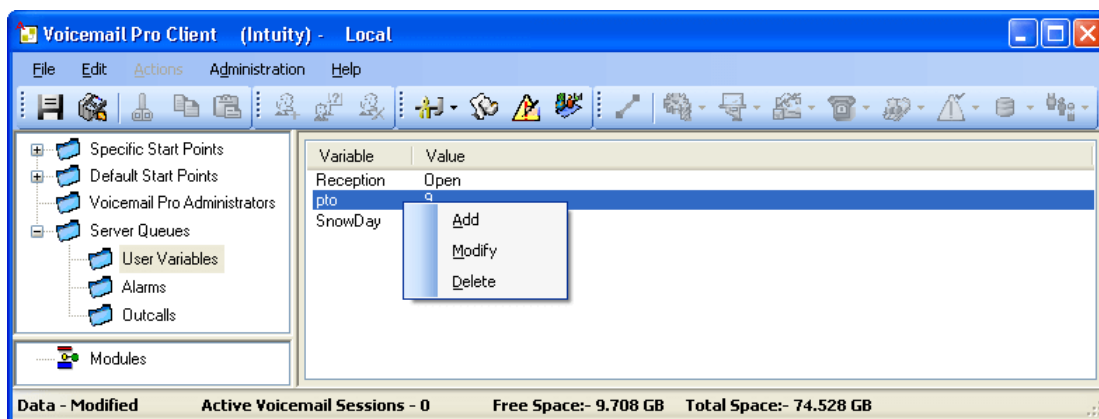 Voicemail Pro Client (Intuity) - Local
File Edit Actions Administration Help
Specific Start Points
Default Start Points
Voicemail Pro Administrators
Server Queues
User Variables
Alarms
Outcalls
Modules
Variable Value
Reception Open
pto 9
SnowDay
Add
Modify
Delete
Data - Modified Active Voicemail Sessions - 0 Free Space:- 9.708 GB Total Space:- 74.528 GB